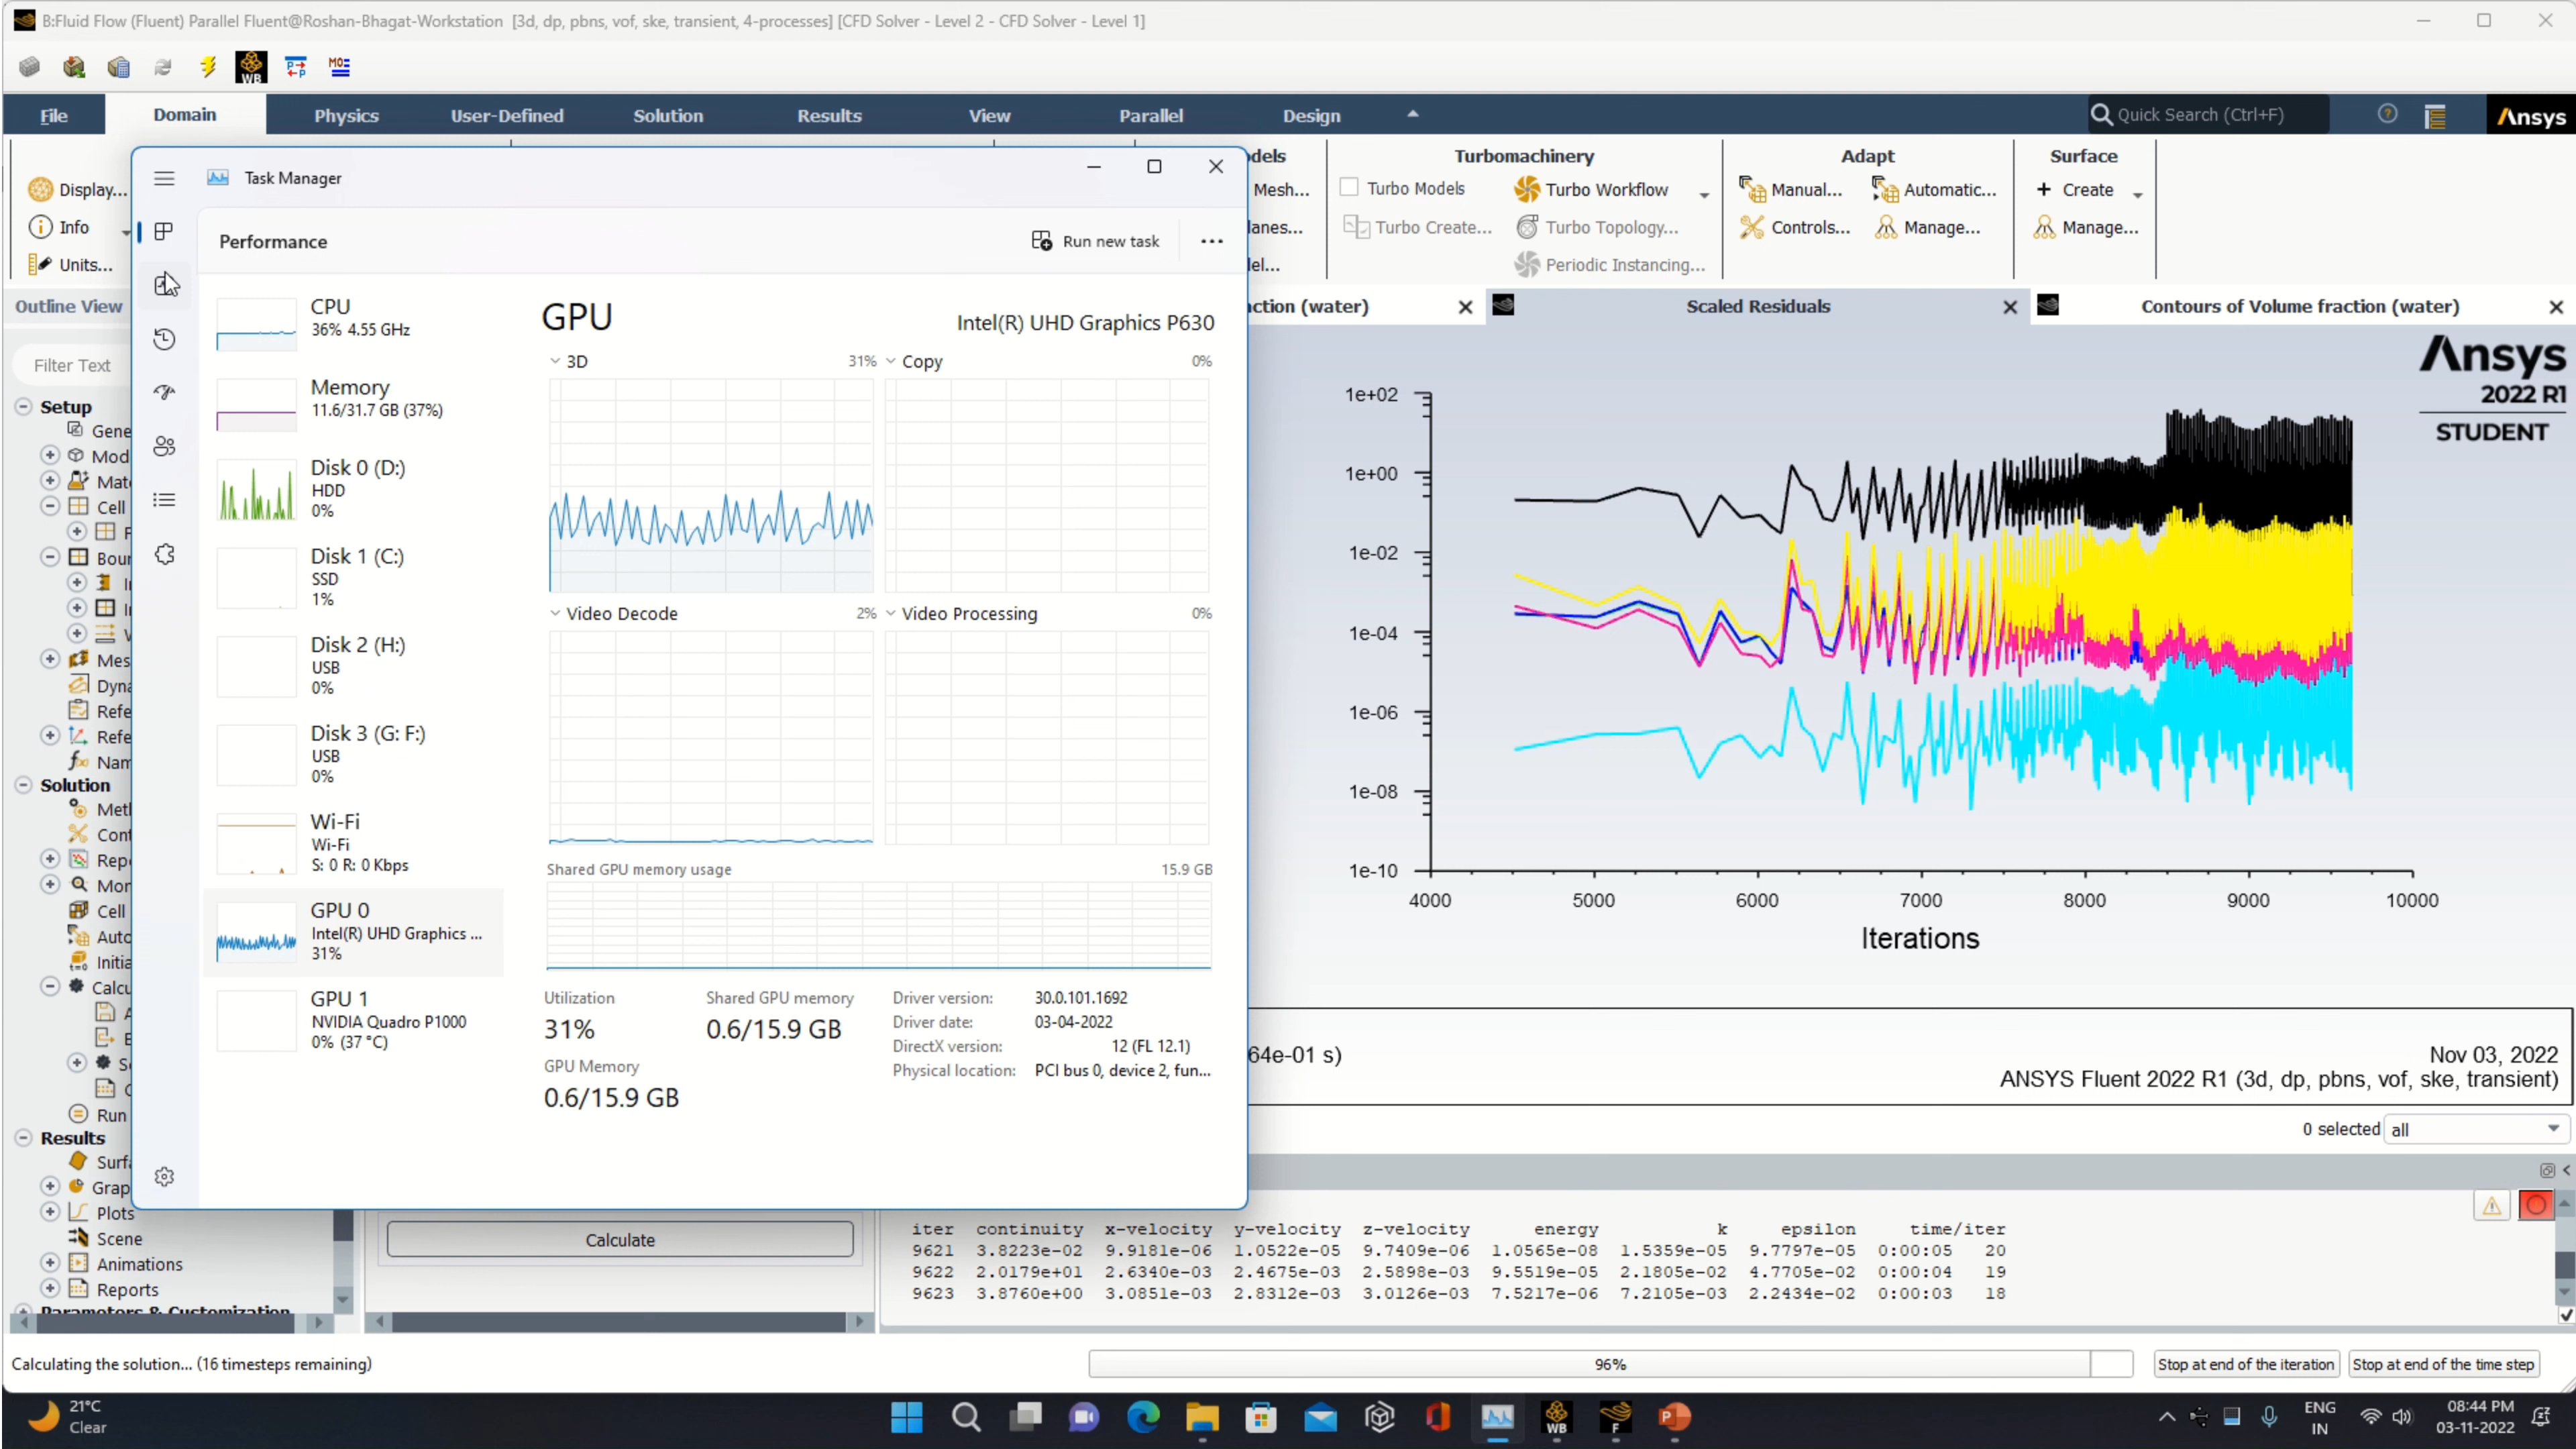 B:Fluid Flow (Fluent) Parallel Fluent@Roshan-Bhagat-Workstation [3d, dp, pbns, vof, ske, transient, 4-processes] [CFD Solver - Level 2 - CFD Solver - Level 1]
WB
File
Domain
Physics
User-Defined
Solution
Results
View
Parallel
Design
Quick Search (Ctrl+F)
Ansys
Display...
Info
Units...
Mesh...
Turbomachinery
Turbo Models
Turbo Workflow
Turbo Create...
Turbo Topology...
Periodic Instancing...
Adapt
Manual...
Automatic...
Controls...
Manage...
Surface
+ Create
Manage...
Outline View
Filter Text
Setup
Solution
Run
Results
Plots
Scene
Animations
Reports
Parameters & Customization
Task Manager
Performance
Run new task
CPU
36% 4.55 GHz
Memory
11.6/31.7 GB (37%)
Disk 0 (D:)
HDD
0%
Disk 1 (C:)
SSD
1%
Disk 2 (H:)
USB
0%
Disk 3 (G: F:)
USB
0%
Wi-Fi
Wi-Fi
S: 0 R: 0 Kbps
GPU 0
Intel(R) UHD Graphics ...
31%
GPU 1
NVIDIA Quadro P1000
0% (37 °C)
GPU
Intel(R) UHD Graphics P630
3D 31%
Copy 0%
Video Decode 2%
Video Processing 0%
Shared GPU memory usage 15.9 GB
Utilization
31%
Shared GPU memory
0.6/15.9 GB
GPU Memory
0.6/15.9 GB
Driver version: 30.0.101.1692
Driver date: 03-04-2022
DirectX version: 12 (FL 12.1)
Physical location: PCI bus 0, device 2, fun...
ction (water)
Scaled Residuals
Contours of Volume fraction (water)
Ansys
2022 R1
STUDENT
1e+02
1e+00
1e-02
1e-04
1e-06
1e-08
1e-10
4000 5000 6000 7000 8000 9000 10000
Iterations
64e-01 s)
Nov 03, 2022
ANSYS Fluent 2022 R1 (3d, dp, pbns, vof, ske, transient)
0 selected all
Calculate
iter continuity x-velocity y-velocity z-velocity energy k epsilon time/iter
9621 3.8223e-02 9.9181e-06 1.0522e-05 9.7409e-06 1.0565e-08 1.5359e-05 9.7797e-05 0:00:05 20
9622 2.0179e+01 2.6340e-03 2.4675e-03 2.5898e-03 9.5519e-05 2.1805e-02 4.7705e-02 0:00:04 19
9623 3.8760e+00 3.0851e-03 2.8312e-03 3.0126e-03 7.5217e-06 7.2105e-03 2.2434e-02 0:00:03 18
Calculating the solution... (16 timesteps remaining)
96%
Stop at end of the iteration
Stop at end of the time step
21°C
Clear
WB
F
P
ENG
IN
08:44 PM
03-11-2022